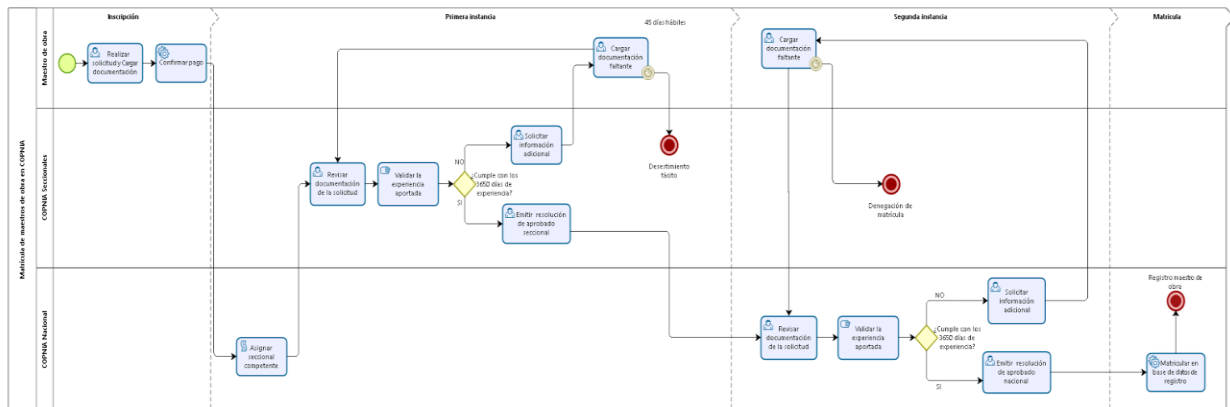 Matrícula de maestros de obra en COPNIA
Inscripción
Primera instancia
Segunda instancia
Matrícula
Maestro de obra
Realizar
solicitud y Cargar
documentación
Confirmar pago
45 días hábiles
Cargar
documentación
faltante
Cargar
documentación
faltante
COPNIA Seccionales
Revisar
documentación
de la solicitud
Validar la
experiencia
aportada
¿Cumple con los
3650 días de
experiencia?
NO
SI
Solicitar
información
adicional
Emitir resolución
de aprobado
seccional
Desestimiento
tácito
Denegación de
matrícula
COPNIA Nacional
Asignar
seccional
competente
Revisar
documentación
de la solicitud
Validar la
experiencia
aportada
¿Cumple con los
3650 días de
experiencia?
NO
SI
Solicitar
información
adicional
Emitir resolución
de aprobado
nacional
Registro maestro de
obra
Matricular en
base de datos de
registro